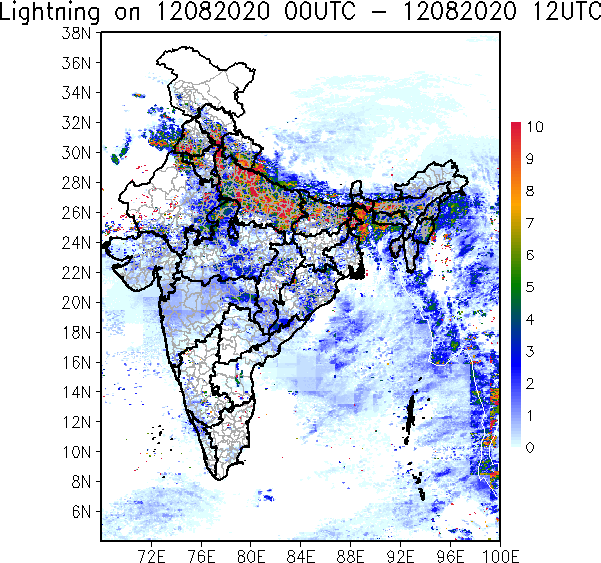 Lightning on 12082020 00UTC – 12082020 12UTC
38N
36N
34N
32N
30N
28N
26N
24N
22N
20N
18N
16N
14N
12N
10N
8N
6N
72E 76E 80E 84E 88E 92E 96E 100E
10
9
8
7
6
5
4
3
2
1
0